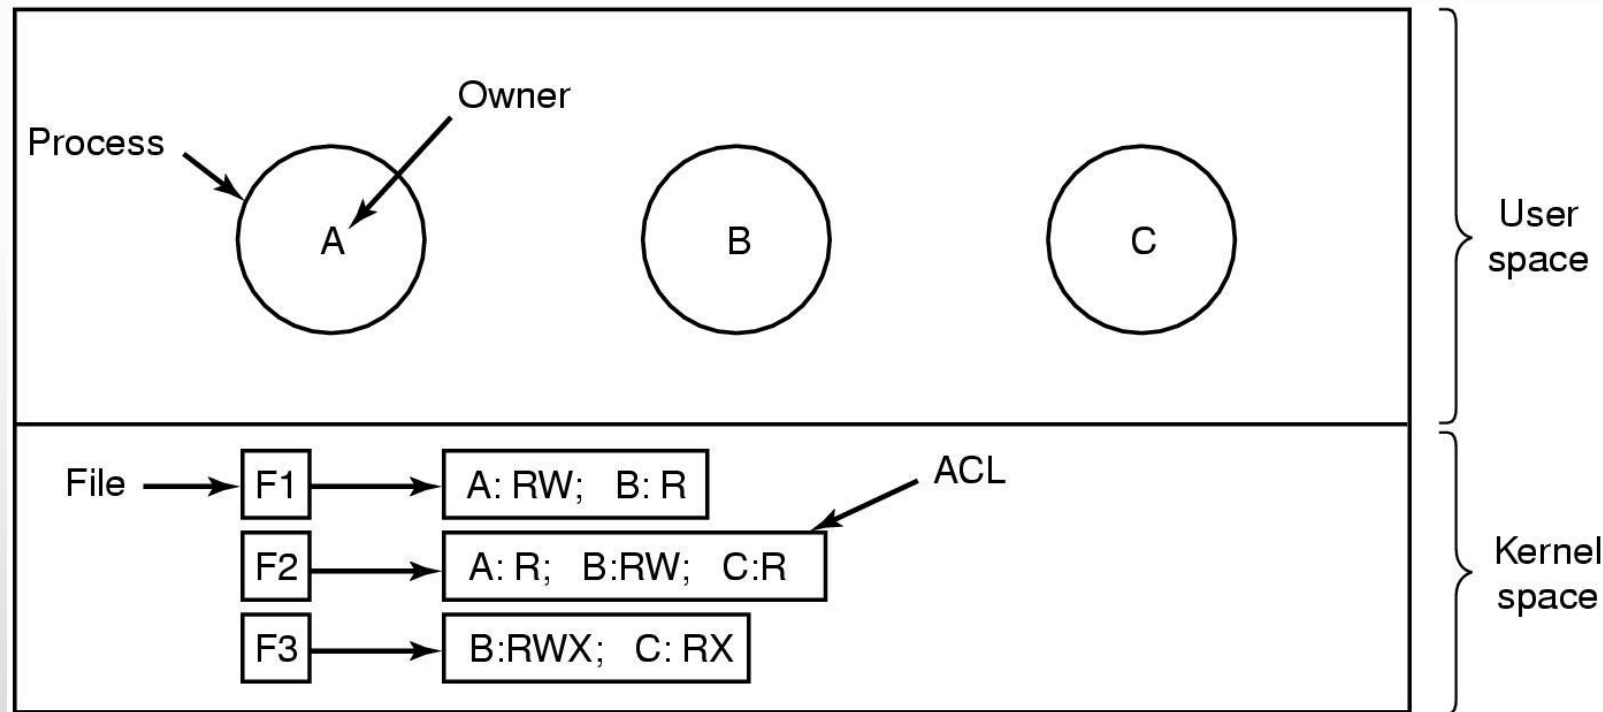 Owner
Process
A
B
C
User
space
File
F1
A: RW; B: R
ACL
F2
A: R; B:RW; C:R
F3
B:RWX; C: RX
Kernel
space